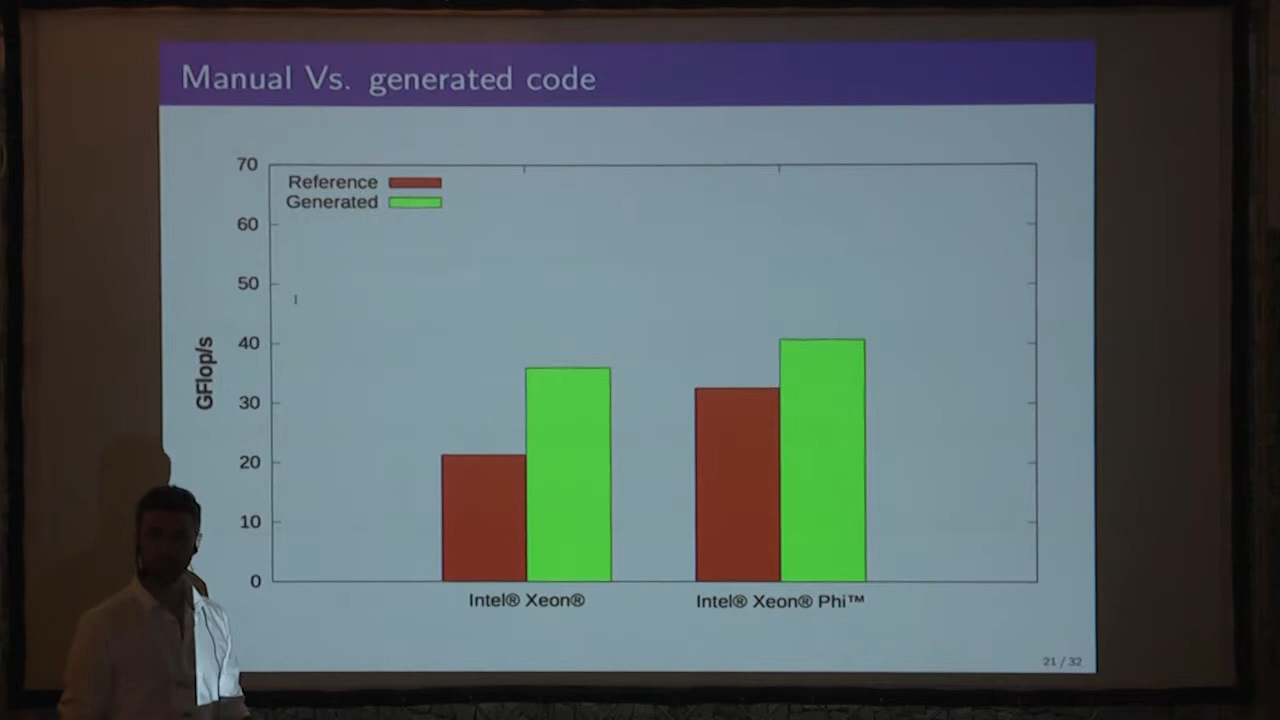 Manual Vs. generated code
70
Reference
Generated
60
50
40
GFlop/s
30
20
10
0
Intel® Xeon®
Intel® Xeon® Phi™
21 / 32